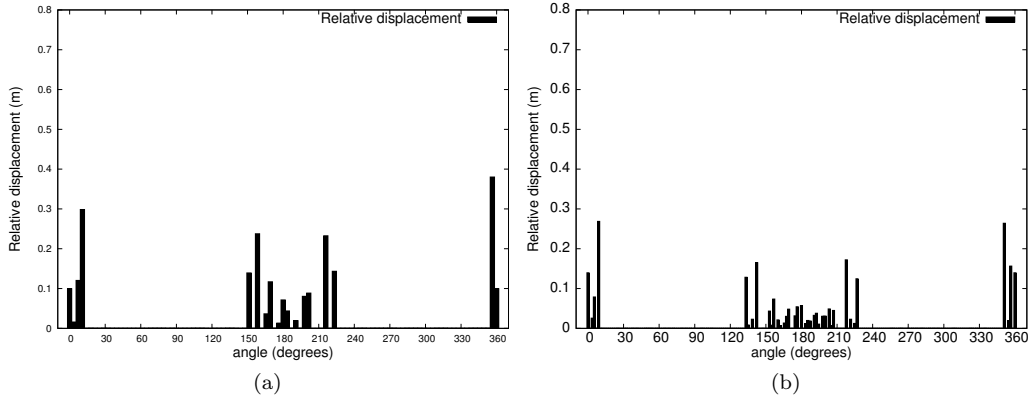 Relative displacement
0.8
0.7
0.6
0.5
0.4
0.3
0.2
0.1
0
Relative displacement (m)
0 30 60 90 120 150 180 210 240 270 300 330 360
angle (degrees)
(a)
Relative displacement
0.8
0.7
0.6
0.5
0.4
0.3
0.2
0.1
0
Relative displacement (m)
0 30 60 90 120 150 180 210 240 270 300 330 360
angle (degrees)
(b)